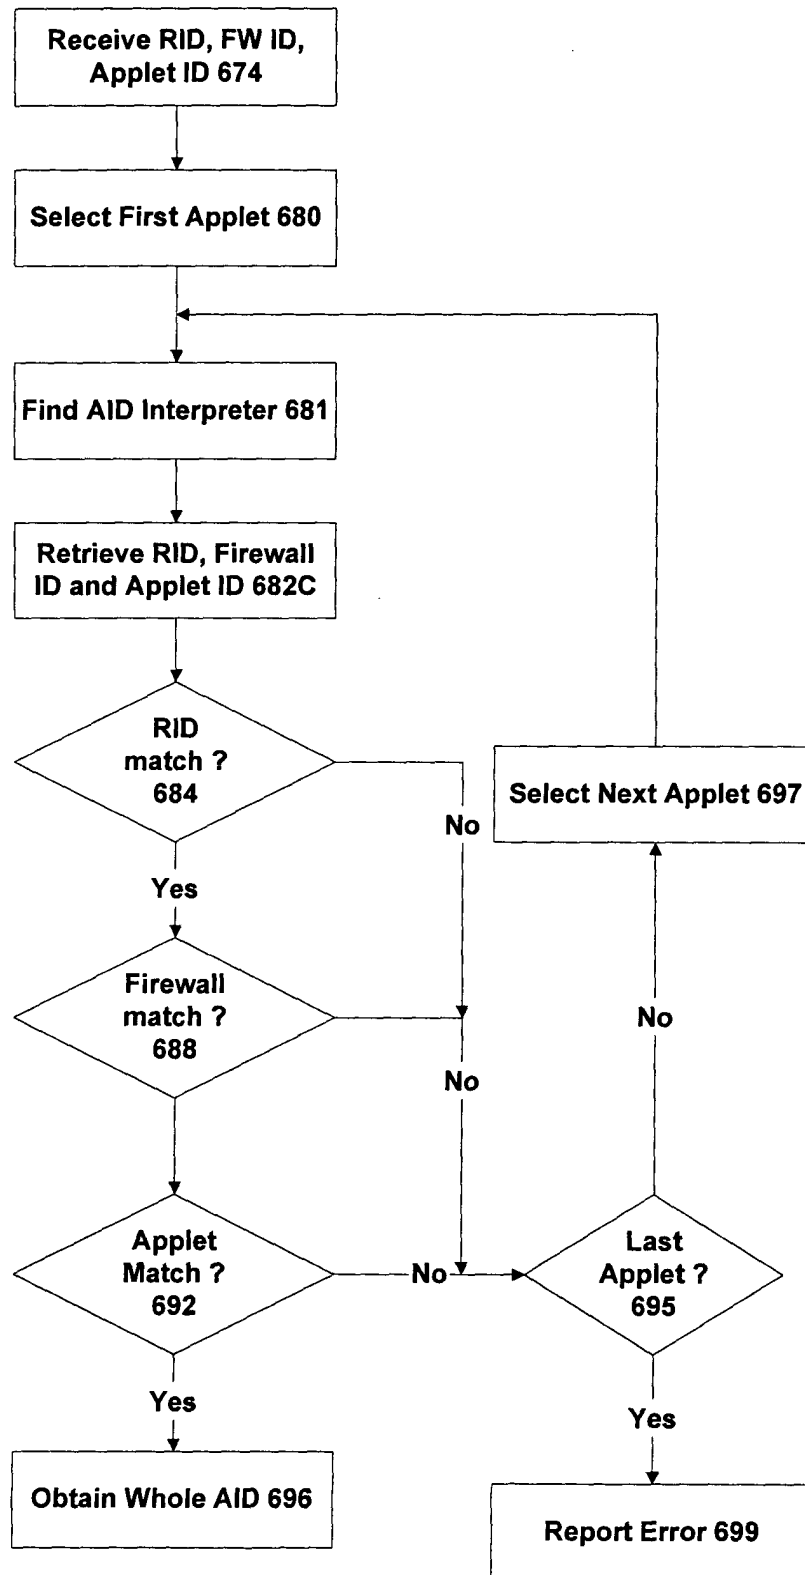 Receive RID, FW ID,
Applet ID 674
Select First Applet 680
Find AID Interpreter 681
Retrieve RID, Firewall
ID and Applet ID 682C
RID
match ?
684
No
Yes
Select Next Applet 697
Firewall
match ?
688
No
No
Applet
Match ?
692
No
Last
Applet ?
695
Yes
Yes
Obtain Whole AID 696
Report Error 699